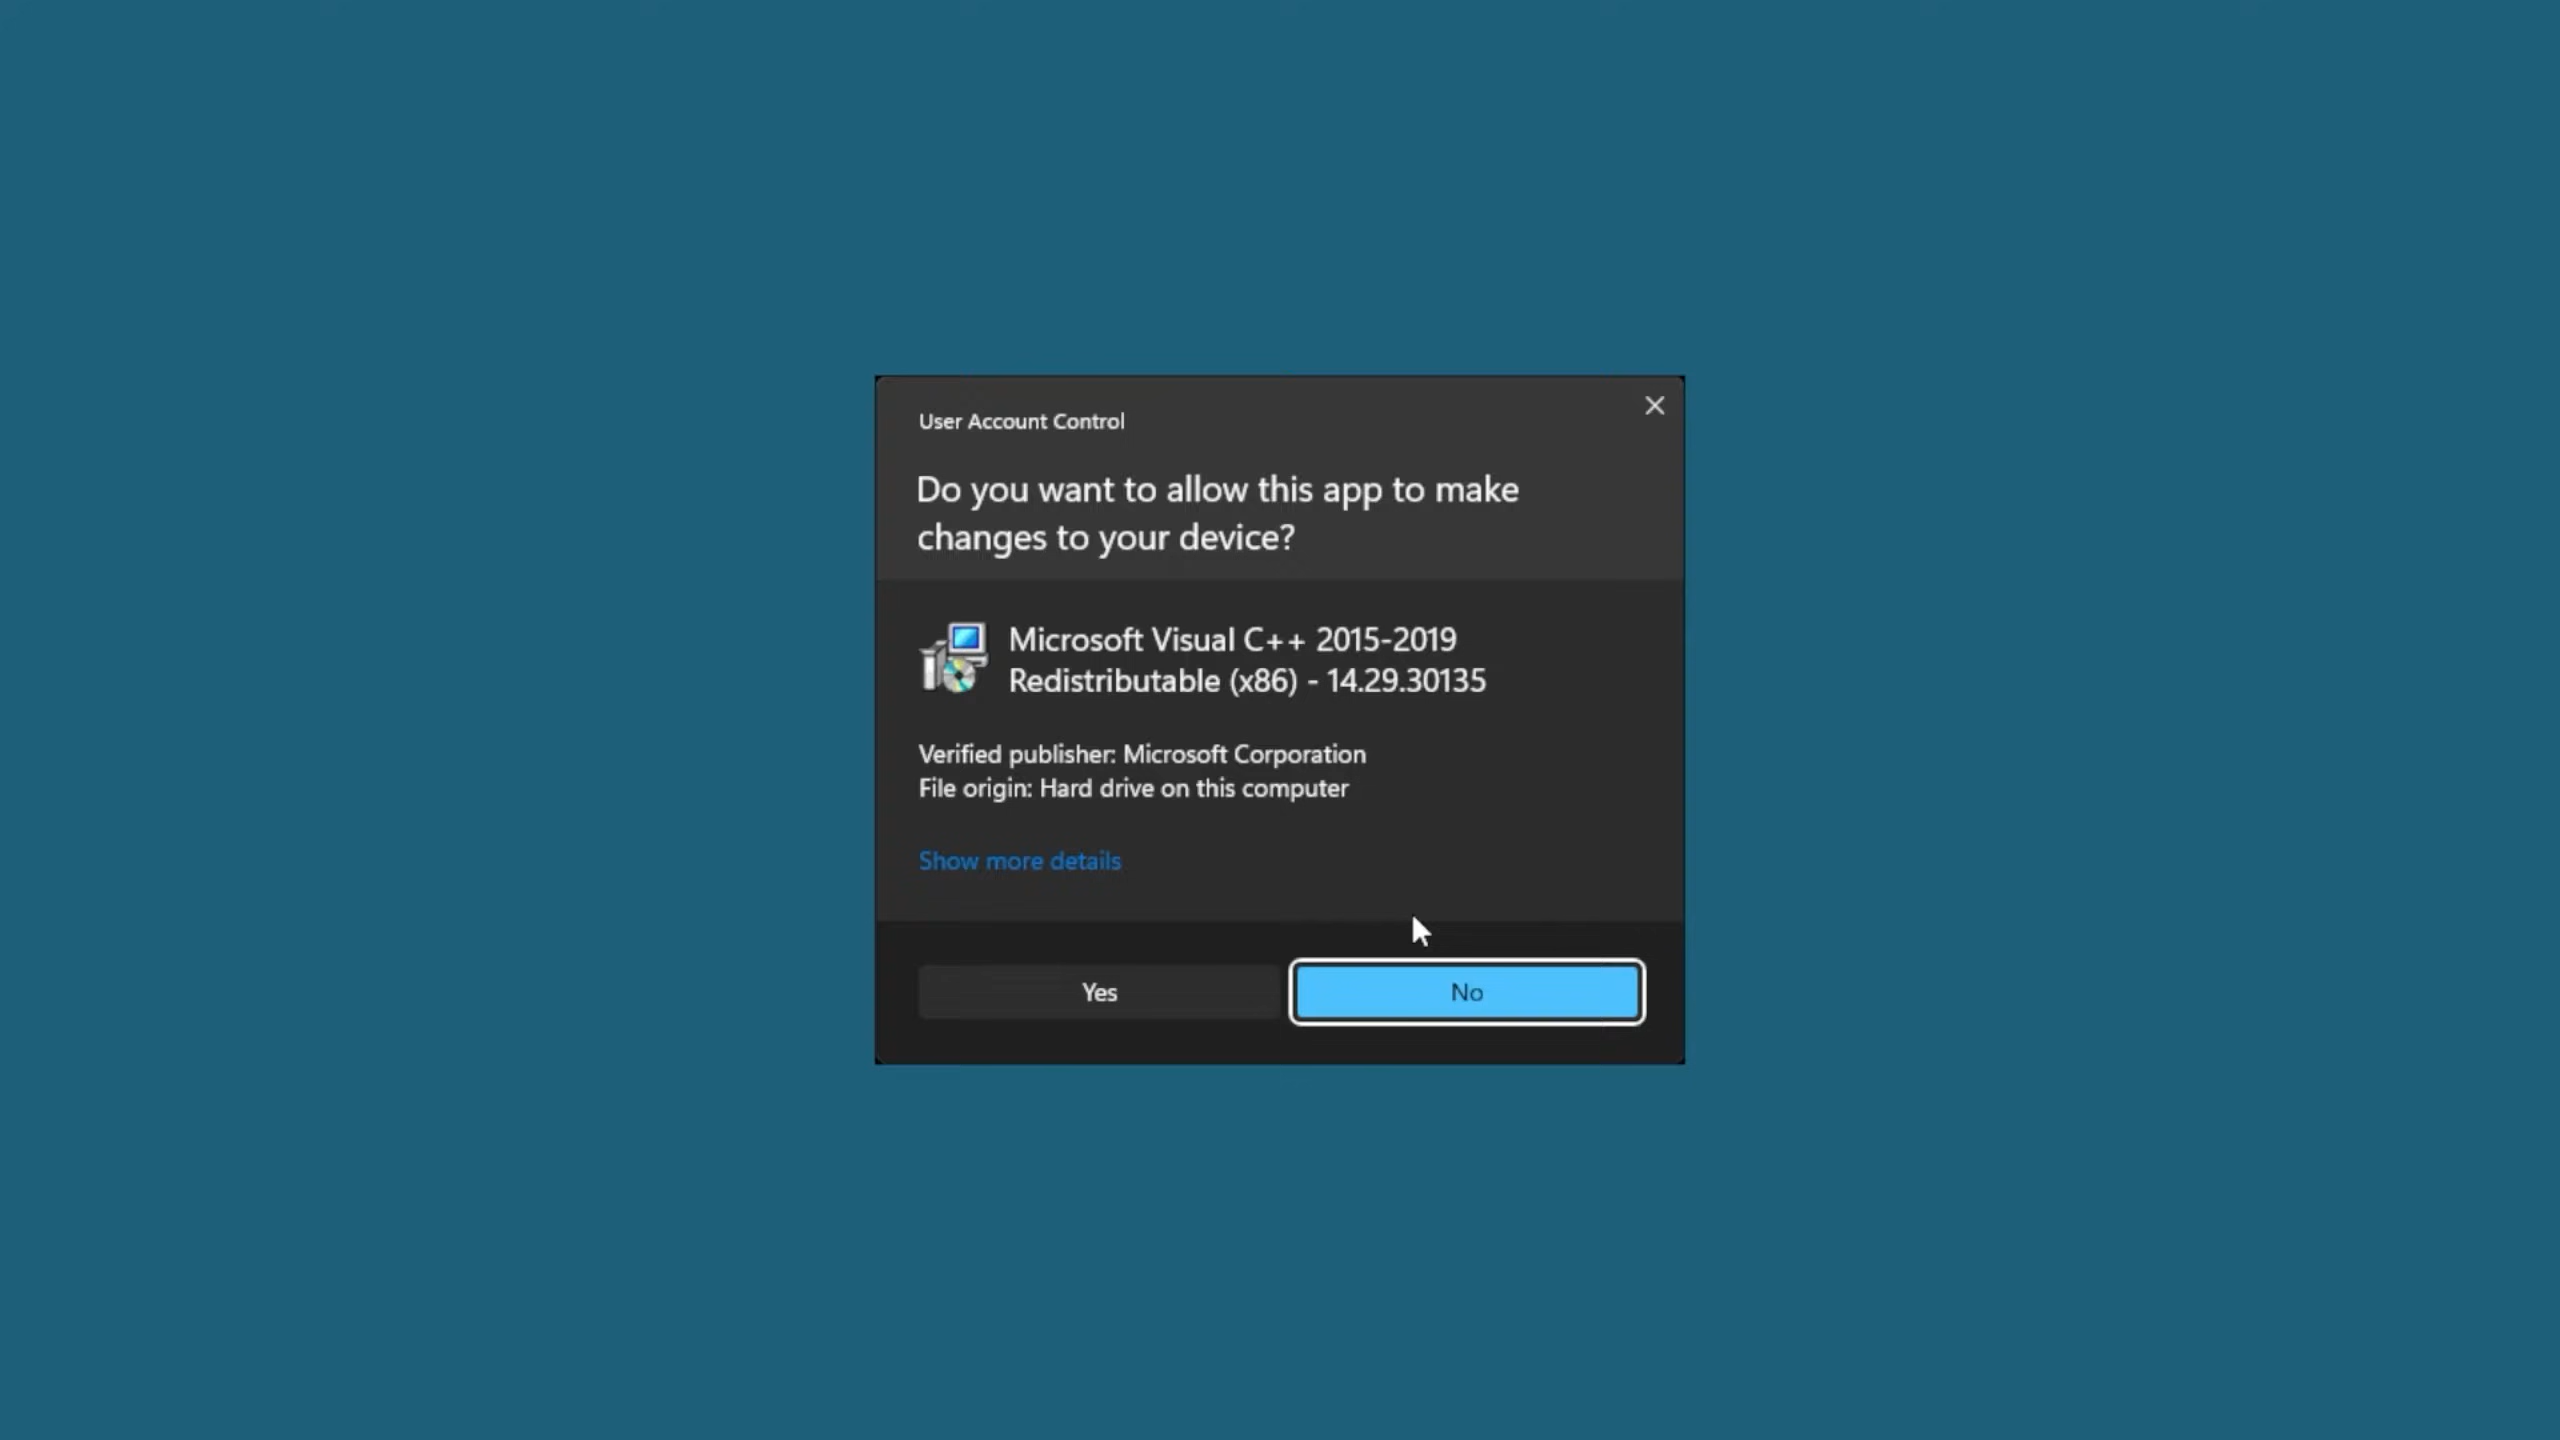 User Account Control
Do you want to allow this app to make
changes to your device?
Microsoft Visual C++ 2015-2019
Redistributable (x86) - 14.29.30135
Verified publisher: Microsoft Corporation
File origin: Hard drive on this computer
Show more details
Yes
No